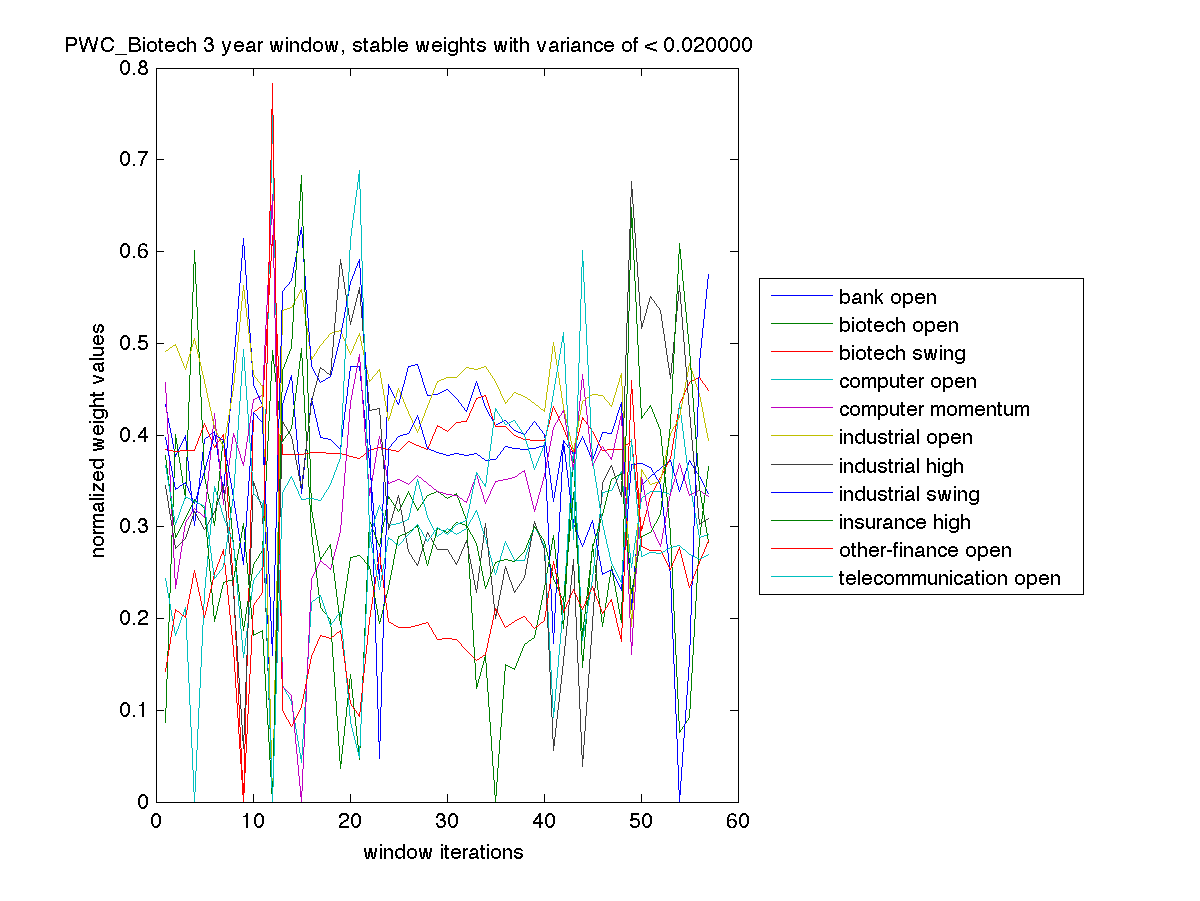 PWC_Biotech 3 year window, stable weights with variance of < 0.020000
0.8
0.7
0.6
0.5
0.4
0.3
0.2
0.1
0
normalized weight values
0 10 20 30 40 50 60
window iterations
bank open
biotech open
biotech swing
computer open
computer momentum
industrial open
industrial high
industrial swing
insurance high
other-finance open
telecommunication open